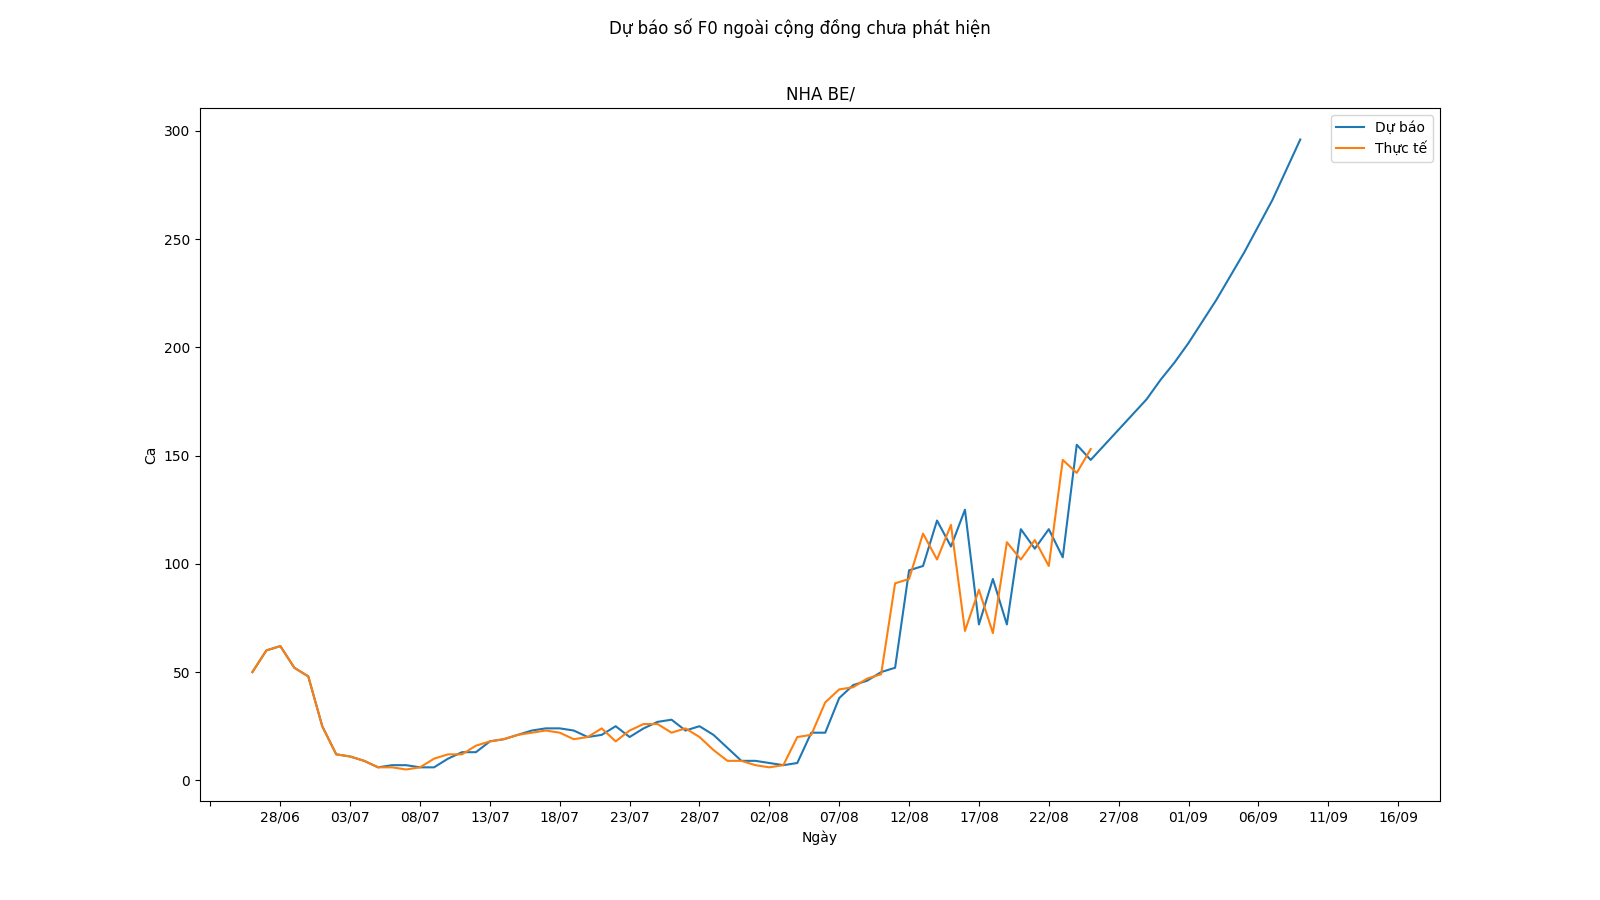 Dự báo số F0 ngoài cộng đồng chưa phát hiện
NHA BE/
Dự báo
Thực tế
300
250
200
150
100
50
0
Ca
28/06 03/07 08/07 13/07 18/07 23/07 28/07 02/08 07/08 12/08 17/08 22/08 27/08 01/09 06/09 11/09 16/09
Ngày